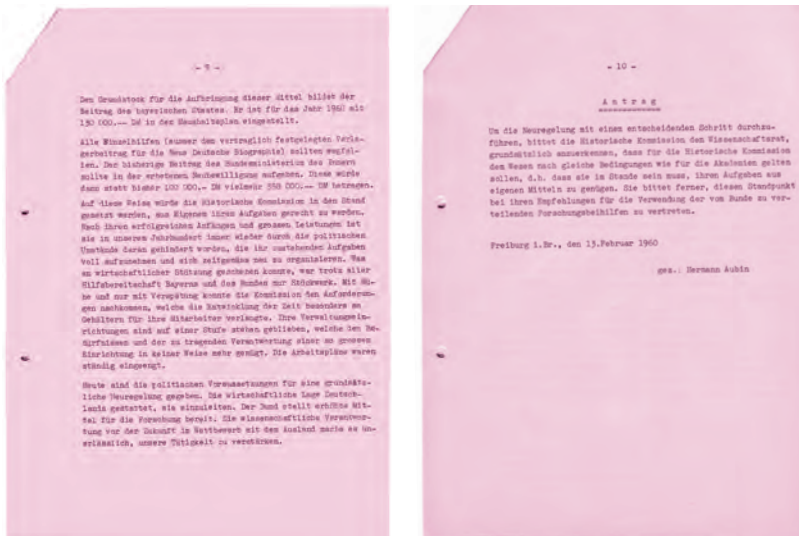 - 9 -
Den Grundstock für die Aufbringung dieser Mittel bildet der
Beitrag des bayerischen Staates. Er ist für das Jahr 1960 mit
130 000.-- DM in den Haushaltsplan eingestellt.
Alle Einzelhilfen (ausser dem vertraglich festgelegten Verle-
gerbeitrag für die Neue Deutsche Biographie) sollten wegfal-
len. Der bisherige Beitrag des Bundesministeriums des Innern
sollte in der erbetenen Neubewilligung aufgehen. Diese würde
dann statt bisher 100 000.- DM vielmehr 350 000.-- DM betragen.
Auf diese Weise würde die Historische Kommission in den Stand
gesetzt werden, aus Eigenem ihren Aufgaben gerecht zu werden.
Nach ihren erfolgreichen Anfängen und grossen Leistungen ist
sie in unserem Jahrhundert immer wieder durch die politischen
Umstände daran gehindert worden, die ihr zustehenden Aufgaben
voll aufzunehmen und sich zeitgemäss neu zu organisieren. Was
an wirtschaftlicher Stützung geschehen konnte, war trotz aller
Hilfsbereitschaft Bayerns und des Bundes nur Stückwerk. Mit Mü-
he und nur mit Verspätung konnte die Kommission den Anforderun-
gen nachkommen, welche die Entwicklung der Zeit besonders an
Gehältern für ihre Mitarbeiter verlangte. Ihre Verwaltungsein-
richtungen sind auf einer Stufe stehen geblieben, welche den Be-
dürfnissen und der zu tragenden Verantwortung einer so grossen
Einrichtung in keiner Weise mehr genügt. Die Arbeitspläne waren
ständig eingeengt.
Heute sind die politischen Voraussetzungen für eine grundsätz-
liche Neuregelung gegeben. Die wirtschaftliche Lage Deutsch-
lands gestattet, sie einzuleiten. Der Bund stellt erhöhte Mit-
tel für die Forschung bereit. Die wissenschaftliche Verantwor-
tung vor der Zukunft im Wettbewerb mit dem Ausland macht es un-
erlässlich, unsere Tätigkeit zu verstärken.
- 10 -
A n t r a g
Um die Neuregelung mit einem entscheidenden Schritt durchzu-
führen, bittet die Historische Kommission den Wissenschaftsrat,
grundsätzlich anzuerkennen, dass für die Historische Kommission
dem Wesen nach gleiche Bedingungen wie für die Akademien gelten
sollen, d.h. dass sie im Stande sein muss, ihren Aufgaben aus
eigenen Mitteln zu genügen. Sie bittet ferner, diesen Standpunkt
bei ihren Empfehlungen für die Verwendung der vom Bunde zu ver-
teilenden Forschungsbeihilfen zu vertreten.
Freiburg i.Br., den 13.Februar 1960
gez.: Hermann Aubin